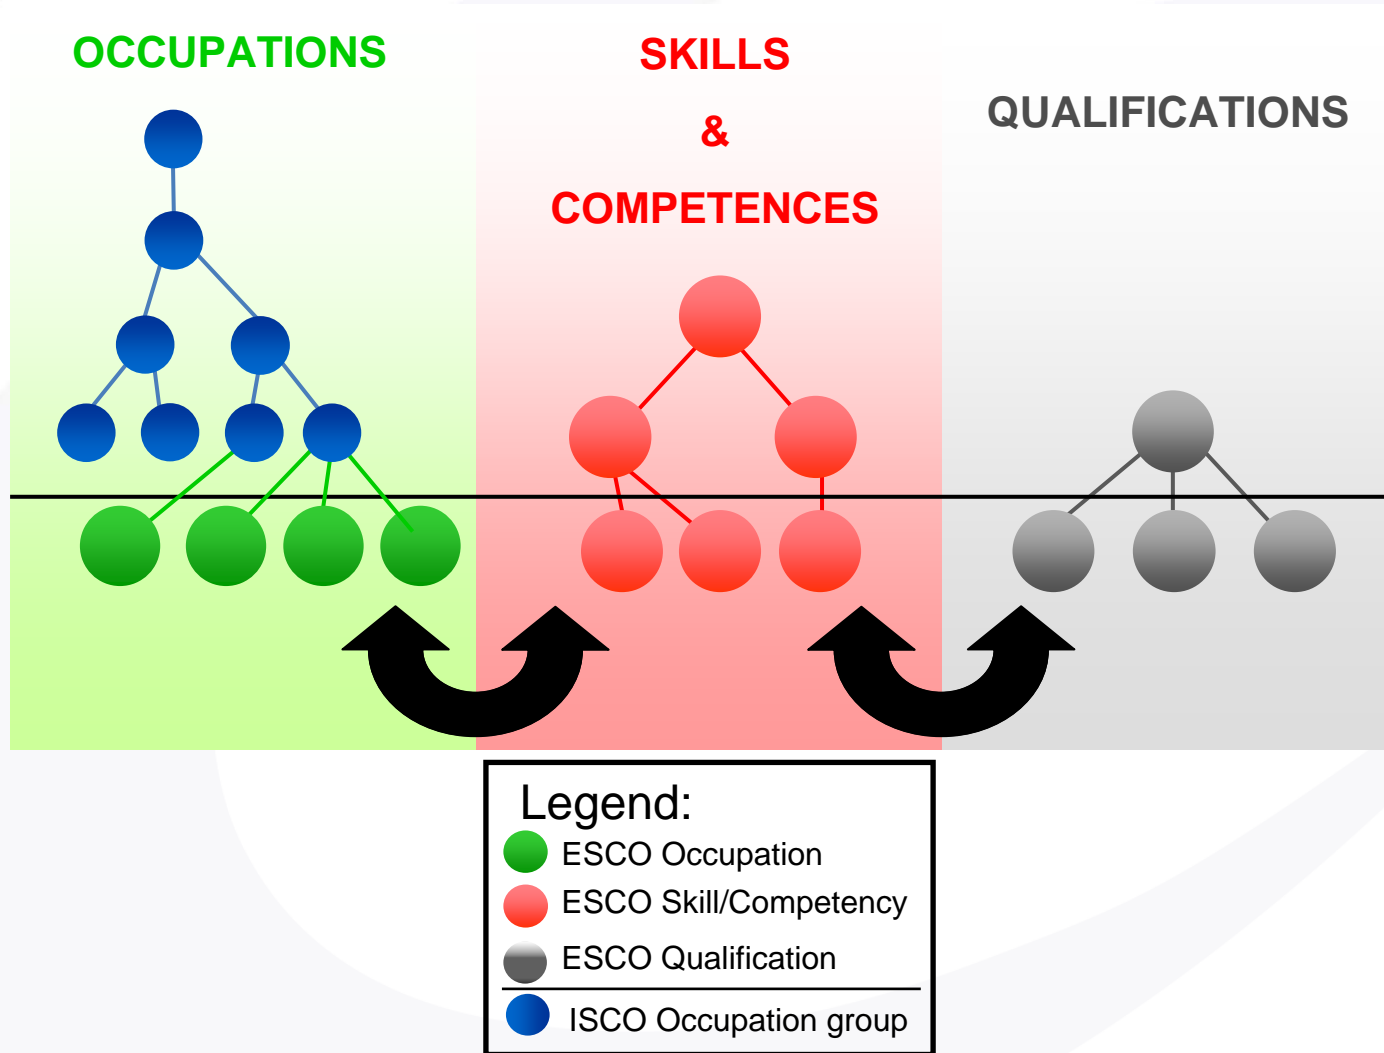 OCCUPATIONS
SKILLS
&
COMPETENCES
QUALIFICATIONS
Legend:
ESCO Occupation
ESCO Skill/Competency
ESCO Qualification
ISCO Occupation group